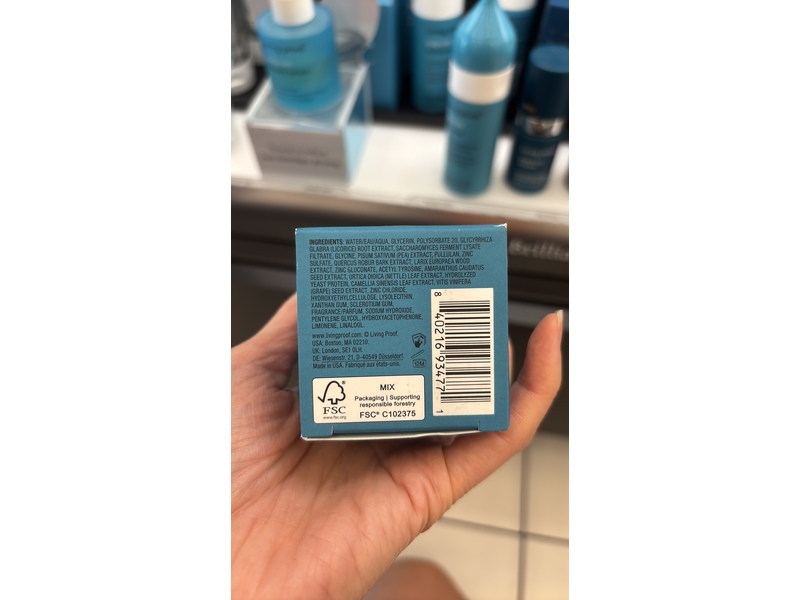 INGREDIENTS: WATER/EAU/AQUA, GLYCERIN, POLYSORBATE 20, GLYCYRRHIZA
GLABRA (LICORICE) ROOT EXTRACT, SACCHAROMYCES FERMENT LYSATE
FILTRATE, GLYCINE, PISUM SATIVUM (PEA) EXTRACT, PULLULAN, ZINC
SULFATE, QUERCUS ROBUR BARK EXTRACT, LARIX EUROPAEA WOOD
EXTRACT, ZINC GLUCONATE, ACETYL TYROSINE, AMARANTHUS CAUDATUS
SEED EXTRACT, URTICA DIOICA (NETTLE) LEAF EXTRACT, HYDROLYZED
YEAST PROTEIN, CAMELLIA SINENSIS LEAF EXTRACT, VITIS VINIFERA
(GRAPE) SEED EXTRACT, ZINC CHLORIDE,
HYDROXYETHYLCELLULOSE, LYSOLECITHIN,
XANTHAN GUM, SCLEROTIUM GUM,
FRAGRANCE/PARFUM, SODIUM HYDROXIDE,
PENTYLENE GLYCOL, HYDROXYACETOPHENONE,
LIMONENE, LINALOOL.
www.livingproof.com. © Living Proof.
USA: Boston, MA 02210.
UK: London, SE1 0LH.
DE: Wiesenstr. 21, D-40549 Düsseldorf
Made in USA. Fabriqué aux états-unis.
12M
8 40216 93477 1
FSC
www.fsc.org
MIX
Packaging | Supporting
responsible forestry
FSC® C102375